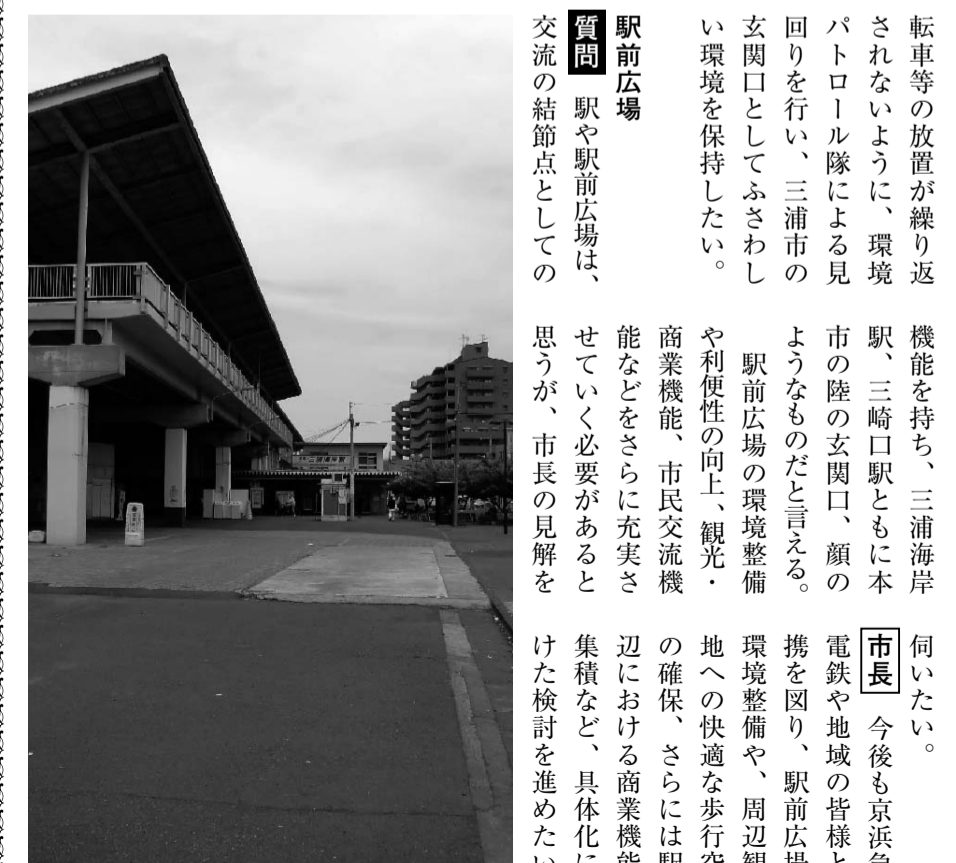 転車等の放置が繰り返
されないように、環境
パトロール隊による見
回りを行い、三浦市の
玄関口としてふさわし
い環境を保持したい。
駅前広場
質問 駅や駅前広場は、
交流の結節点としての
機能を持ち、三浦海岸
駅、三崎口駅ともに本
市の陸の玄関口、顔の
ようなものだと言える。
駅前広場の環境整備
や利便性の向上、観光・
商業機能、市民交流機
能などをさらに充実さ
せていく必要があると
思うが、市長の見解を
伺いたい。
市長 今後も京浜急
電鉄や地域の皆様と
携を図り、駅前広場
環境整備や、周辺観
地への快適な歩行空
の確保、さらには駅
辺における商業機能
集積など、具体化に
けた検討を進めたい
三浦海岸駅